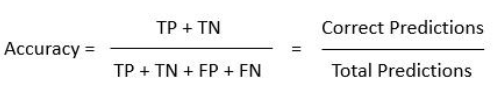 TP + TN Correct Predictions
Accuracy = =
TP + TN + FP + FN Total Predictions